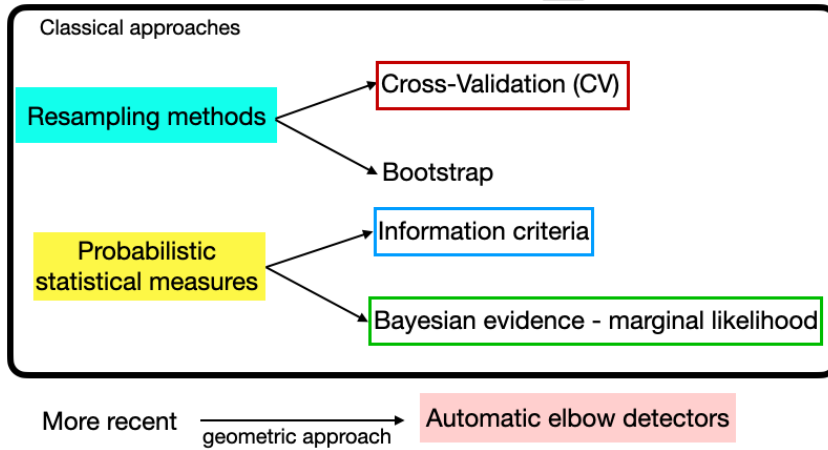 Classical approaches
Resampling methods
Cross-Validation (CV)
Bootstrap
Probabilistic
statistical measures
Information criteria
Bayesian evidence - marginal likelihood
More recent
geometric approach
Automatic elbow detectors